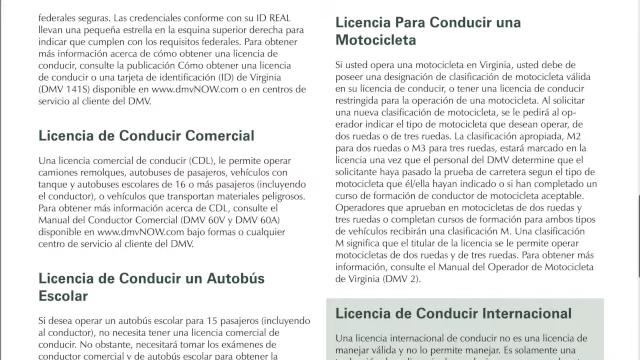 federales seguras. Las credenciales conforme con su ID REAL
llevan una pequeña estrella en la esquina superior derecha para
indicar que cumplen con los requisitos federales. Para obtener
más información acerca de cómo obtener una licencia de
conducir, consulte la publicación Cómo obtener una licencia
de conducir o una tarjeta de identificación (ID) de Virginia
(DMV 141S) disponible en www.dmvNOW.com o en centros de
servicio al cliente del DMV.
Licencia de Conducir Comercial
Una licencia comercial de conducir (CDL), le permite operar
camiones remolques, autobuses de pasajeros, vehículos con
tanque y autobuses escolares de 16 o más pasajeros (incluyendo
el conductor), o vehículos que transportan materiales peligrosos.
Para obtener más información acerca de CDL, consulte el
Manual del Conductor Comercial (DMV 60V y DMV 60A)
disponible en www.dmvNOW.com bajo formas o cualquier
centro de servicio al cliente del DMV.
Licencia de Conducir un Autobús
Escolar
Si desea operar un autobús escolar para 15 pasajeros (incluyendo
al conductor), no necesita tener una licencia comercial de
conducir. No obstante, necesitará tomar los exámenes de
conductor comercial y de autobús escolar para obtener la
Licencia Para Conducir una
Motocicleta
Si usted opera una motocicleta en Virginia, usted debe de
poseer una designación de clasificación de motocicleta válida
en su licencia de conducir, o tener una licencia de conducir
restringida para la operación de una motocicleta. Al solicitar
una nueva clasificación de motocicleta, se le pedirá al op-
erador indicar el tipo de motocicleta que desean operar, de
dos ruedas o de tres ruedas. La clasificación apropiada, M2
para dos ruedas o M3 para tres ruedas, estará marcado en la
licencia una vez que el personal del DMV determine que el
solicitante haya pasado la prueba de carretera segun el tipo de
motocicleta que él/ella hayan indicado o si han completado un
curso de formación de conductor de motocicleta aceptable.
Operadores que aprueban en motocicletas de dos ruedas y
tres ruedas o completan cursos de formación para ambos tipos
de vehículos recibirán una clasificación M. Una clasificación
M significa que el titular de la licencia se le permite operar
motocicletas de dos ruedas y de tres ruedas. Para obtener más
información, consulte el Manual del Operador de Motocicleta
de Virginia (DMV 2).
Licencia de Conducir Internacional
Una licencia internacional de conducir no es una licencia de
manejar válida y no lo permite manejar. Es solamente una